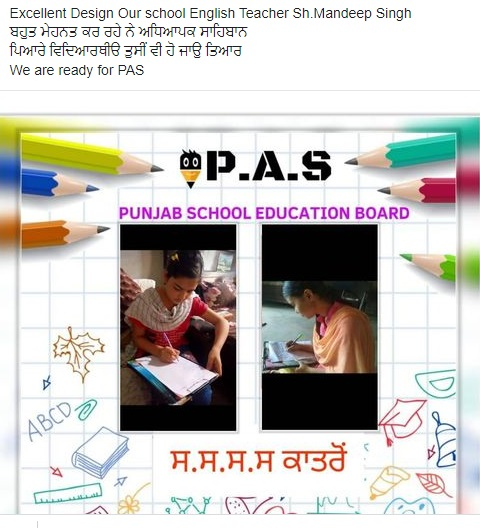 Excellent Design Our school English Teacher Sh.Mandeep Singh
ਬਹੁਤ ਮੇਹਨਤ ਕਰ ਰਹੇ ਨੇ ਅਧਿਆਪਕ ਸਾਹਿਬਾਨ
ਪਿਆਰੇ ਵਿਦਿਆਰਥੀਓ ਤੁਸੀਂ ਵੀ ਹੋ ਜਾਉ ਤਿਆਰ
We are ready for PAS
P.A.S
PUNJAB SCHOOL EDUCATION BOARD
ABCD
ਸ.ਸ.ਸ.ਸ ਕਾਤਰੋਂ